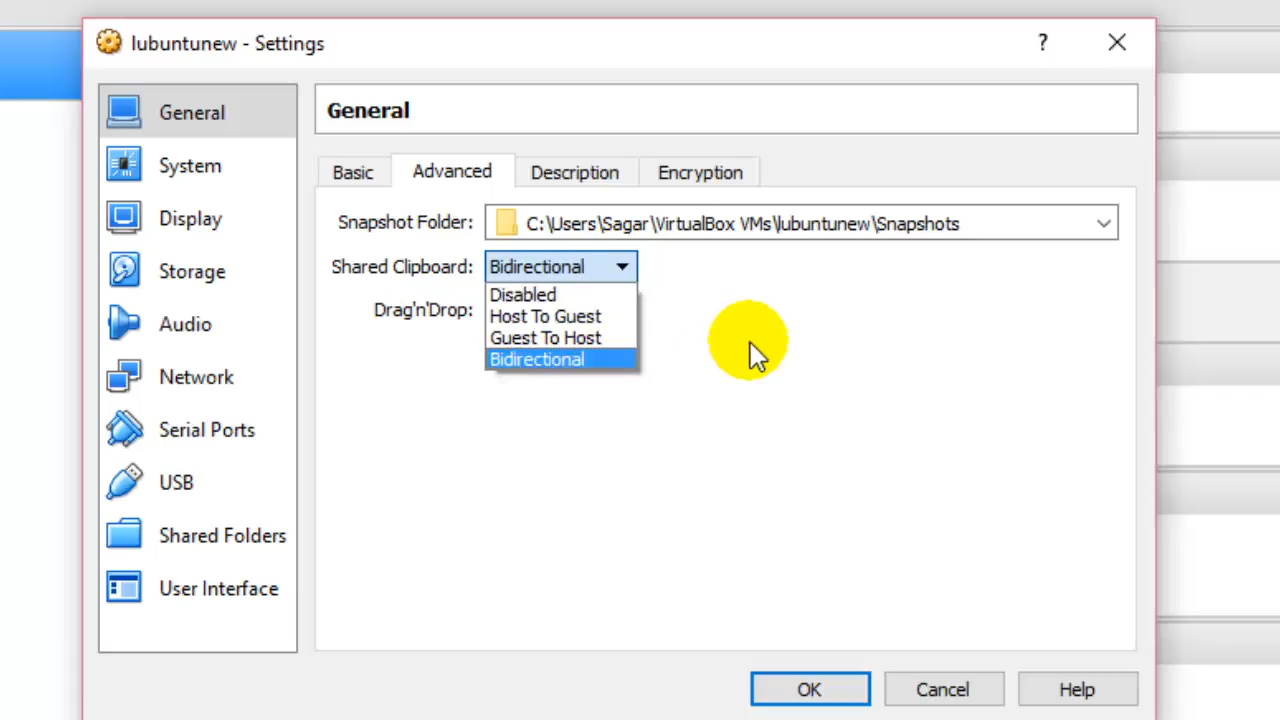 lubuntunew - Settings
?
General
System
Display
Storage
Audio
Network
Serial Ports
USB
Shared Folders
User Interface
General
Basic
Advanced
Description
Encryption
Snapshot Folder:
C:\Users\Sagar\VirtualBox VMs\lubuntunew\Snapshots
Shared Clipboard:
Bidirectional
Disabled
Host To Guest
Guest To Host
Bidirectional
Drag'n'Drop:
OK
Cancel
Help